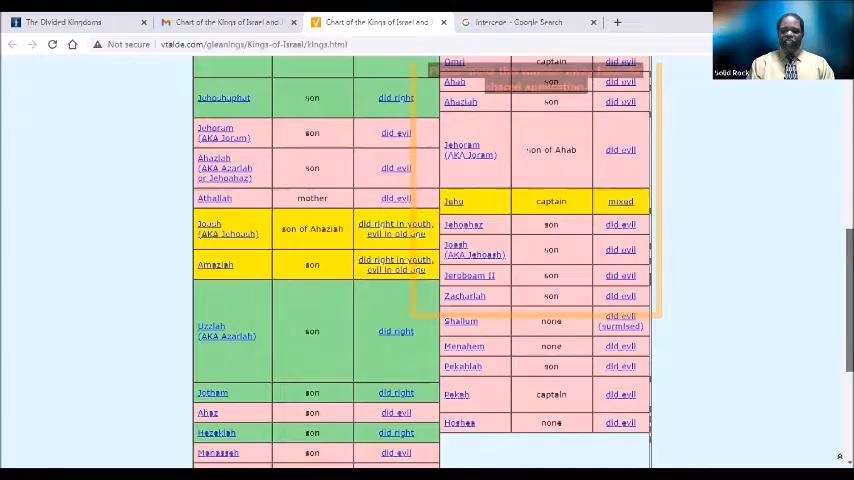 The Divided Kingdoms
Chart of the Kings of Israel and J
Chart of the Kings of Israel and J
Intercede - Google Search
Not secure
vtaide.com/gleanings/Kings-of-Israel/kings.html
Solid Rock
Omri captain did evil
shared application.
Ahab son did evil
Jehoshaphat son did right
Ahaziah son did evil
Jehoram
(AKA Joram)
son did evil
Jehoram
(AKA Joram)
son of Ahab did evil
Ahaziah
(AKA Azariah
or Jehoahaz)
son did evil
Athaliah mother did evil
Jehu captain mixed
Joash
(AKA Jehoash)
son of Ahaziah
did right in youth,
evil in old age
Jehoahaz son did evil
Joash
(AKA Jehoash)
son did evil
Amaziah son
did right in youth,
evil in old age
Jeroboam II son did evil
Zachariah son did evil
Uzziah
(AKA Azariah)
son did right
Shallum none
did evil
(surmised)
Menahem none did evil
Pekahiah son did evil
Jotham son did right
Pekah captain did evil
Ahaz son did evil
Hoshea none did evil
Hezekiah son did right
Manasseh son did evil